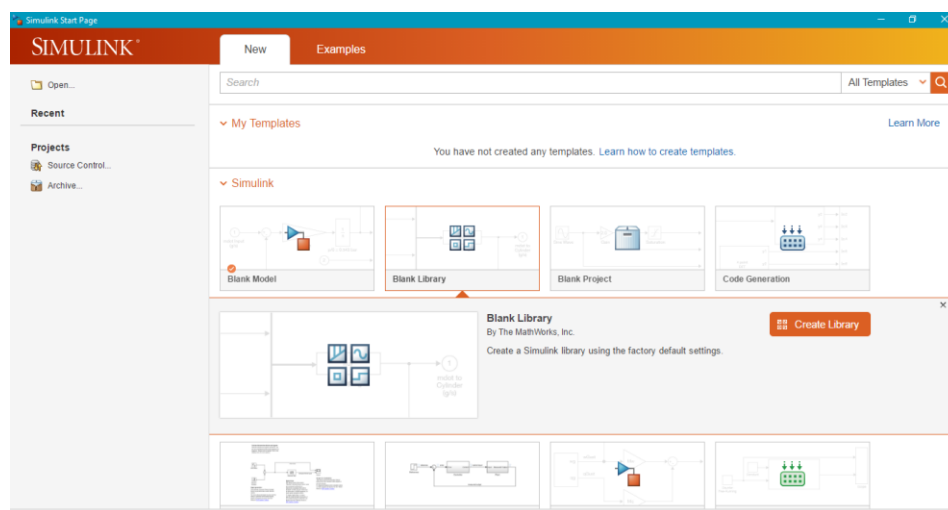 Simulink Start Page
SIMULINK®
New
Examples
Open...
Recent
Projects
Source Control...
Archive...
Search
All Templates
My Templates
Learn More
You have not created any templates. Learn how to create templates.
Simulink
Blank Model
Blank Library
Blank Project
Code Generation
Blank Library
By The MathWorks, Inc.
Create a Simulink library using the factory default settings.
Create Library
1